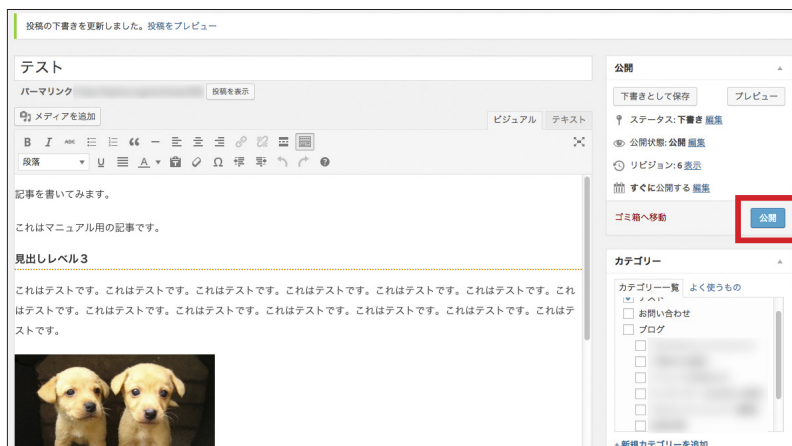 投稿の下書きを更新しました。投稿をプレビュー
テスト
パーマリンク
投稿を表示
メディアを追加
ビジュアル テキスト
B I ABC
段落 U A Ω
記事を書いてみます。
これはマニュアル用の記事です。
見出しレベル3
これはテストです。これはテストです。これはテストです。これはテストです。これはテストです。これはテストです。これ
はテストです。これはテストです。これはテストです。これはテストです。これはテストです。これはテストです。これはテ
ストです。
公開
下書きとして保存 プレビュー
ステータス: 下書き 編集
公開状態: 公開 編集
リビジョン: 6 表示
すぐに公開する 編集
ゴミ箱へ移動 公開
カテゴリー
カテゴリー一覧 よく使うもの
テスト
お問い合わせ
ブログ
+ 新規カテゴリーを追加